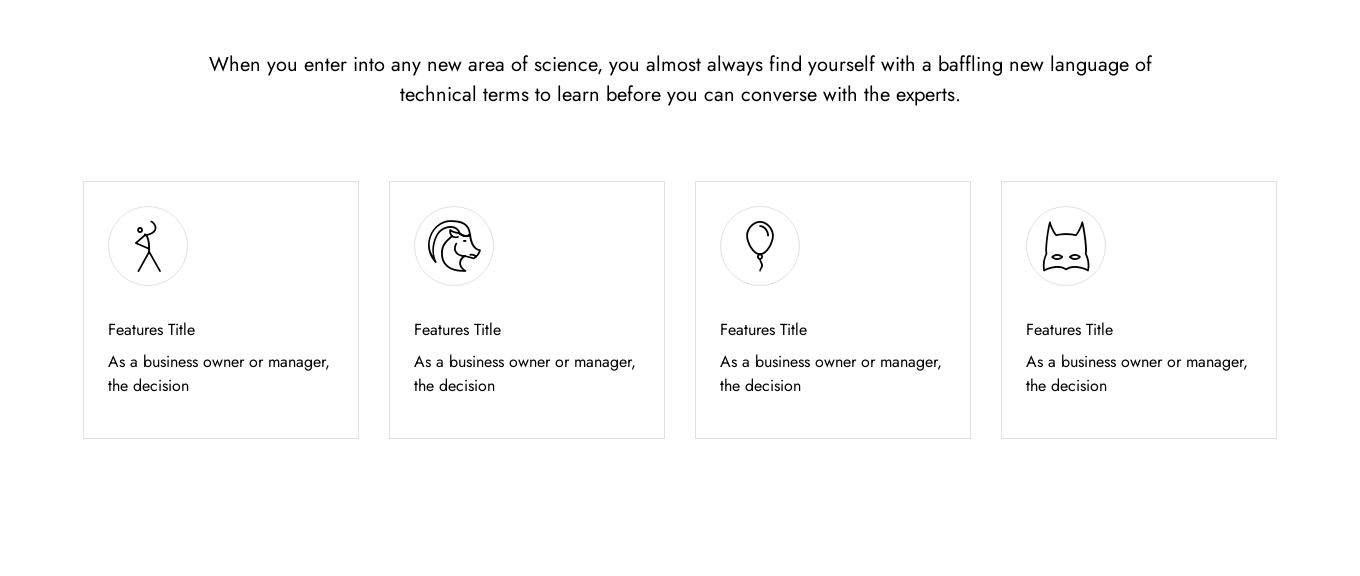 When you enter into any new area of science, you almost always find yourself with a baffling new language of
technical terms to learn before you can converse with the experts.
Features Title
As a business owner or manager,
the decision
Features Title
As a business owner or manager,
the decision
Features Title
As a business owner or manager,
the decision
Features Title
As a business owner or manager,
the decision